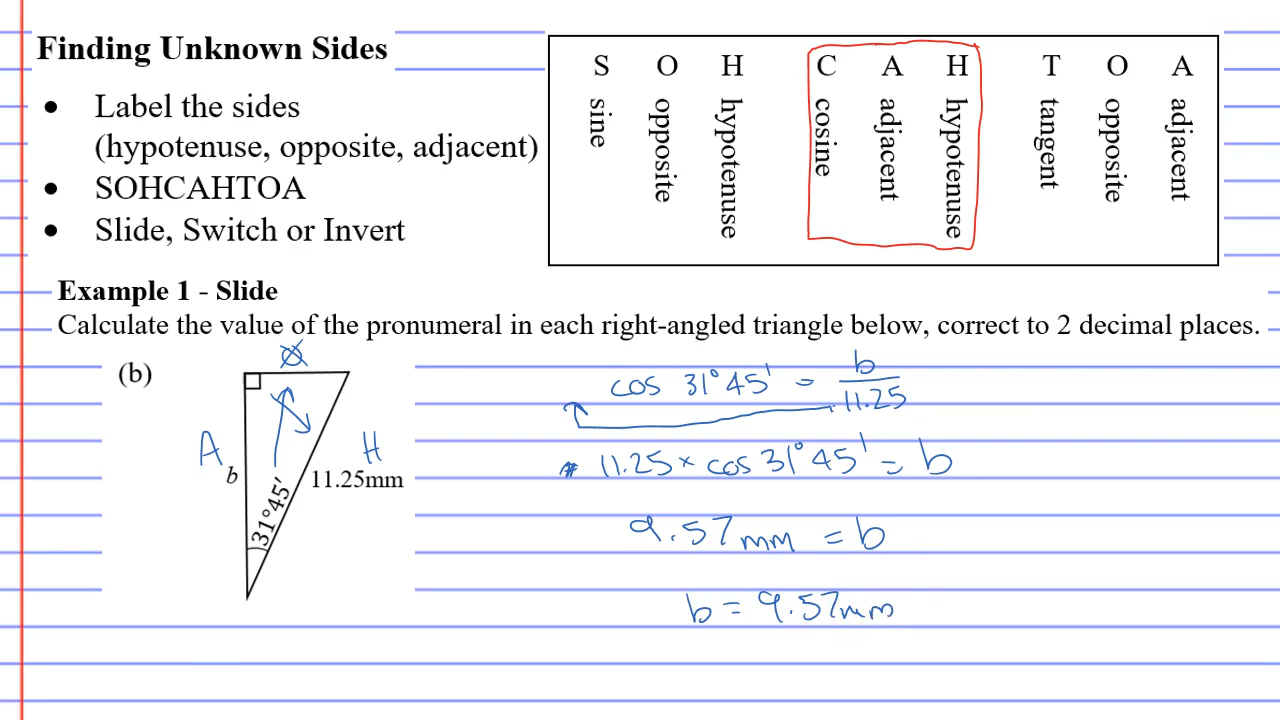 Finding Unknown Sides
• Label the sides
(hypotenuse, opposite, adjacent)
• SOHCAHTOA
• Slide, Switch or Invert
S O H C A H T O A
sine opposite hypotenuse cosine adjacent hypotenuse tangent opposite adjacent
Example 1 - Slide
Calculate the value of the pronumeral in each right-angled triangle below, correct to 2 decimal places.
(b)
O
A
H
b
11.25mm
31°45'
cos 31°45' = b/11.25
11.25 × cos 31°45' = b
9.57mm = b
b = 9.57mm